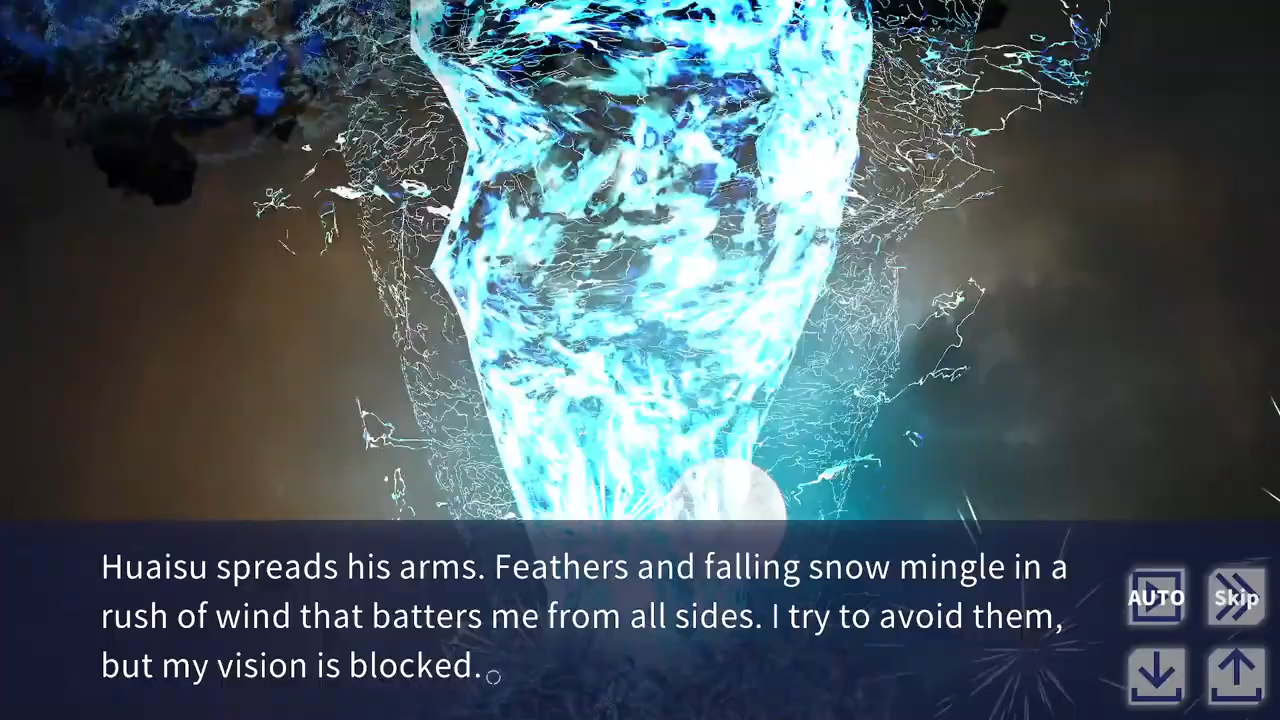 Huaisu spreads his arms. Feathers and falling snow mingle in a
rush of wind that batters me from all sides. I try to avoid them,
but my vision is blocked.
AUTO
Skip